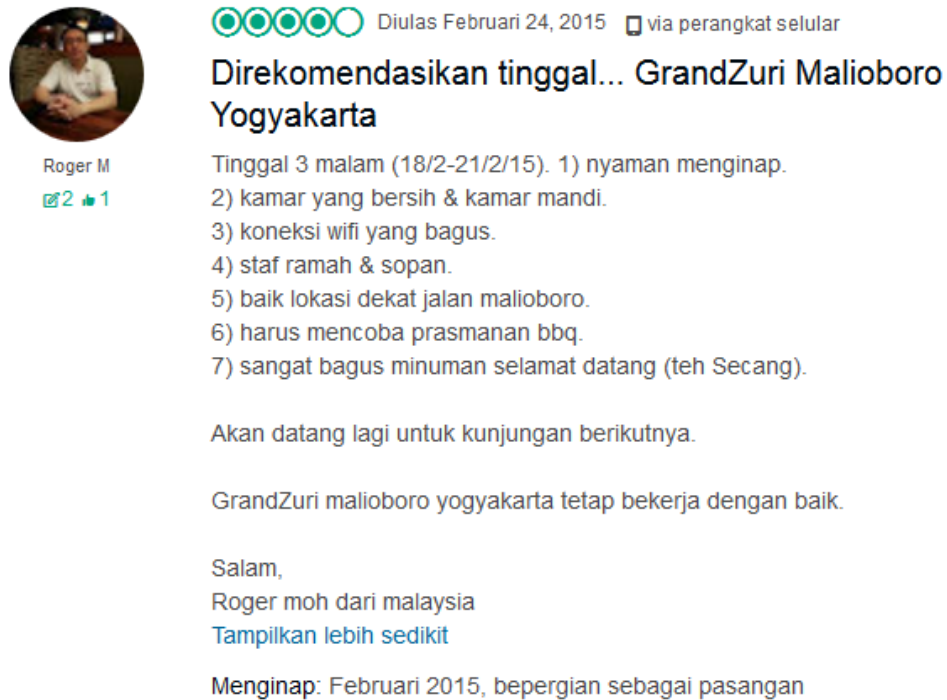 Diulas Februari 24, 2015 via perangkat selular
Direkomendasikan tinggal... GrandZuri Malioboro
Yogyakarta
Roger M
2 1
Tinggal 3 malam (18/2-21/2/15). 1) nyaman menginap.
2) kamar yang bersih & kamar mandi.
3) koneksi wifi yang bagus.
4) staf ramah & sopan.
5) baik lokasi dekat jalan malioboro.
6) harus mencoba prasmanan bbq.
7) sangat bagus minuman selamat datang (teh Secang).
Akan datang lagi untuk kunjungan berikutnya.
GrandZuri malioboro yogyakarta tetap bekerja dengan baik.
Salam,
Roger moh dari malaysia
Tampilkan lebih sedikit
Menginap: Februari 2015, bepergian sebagai pasangan